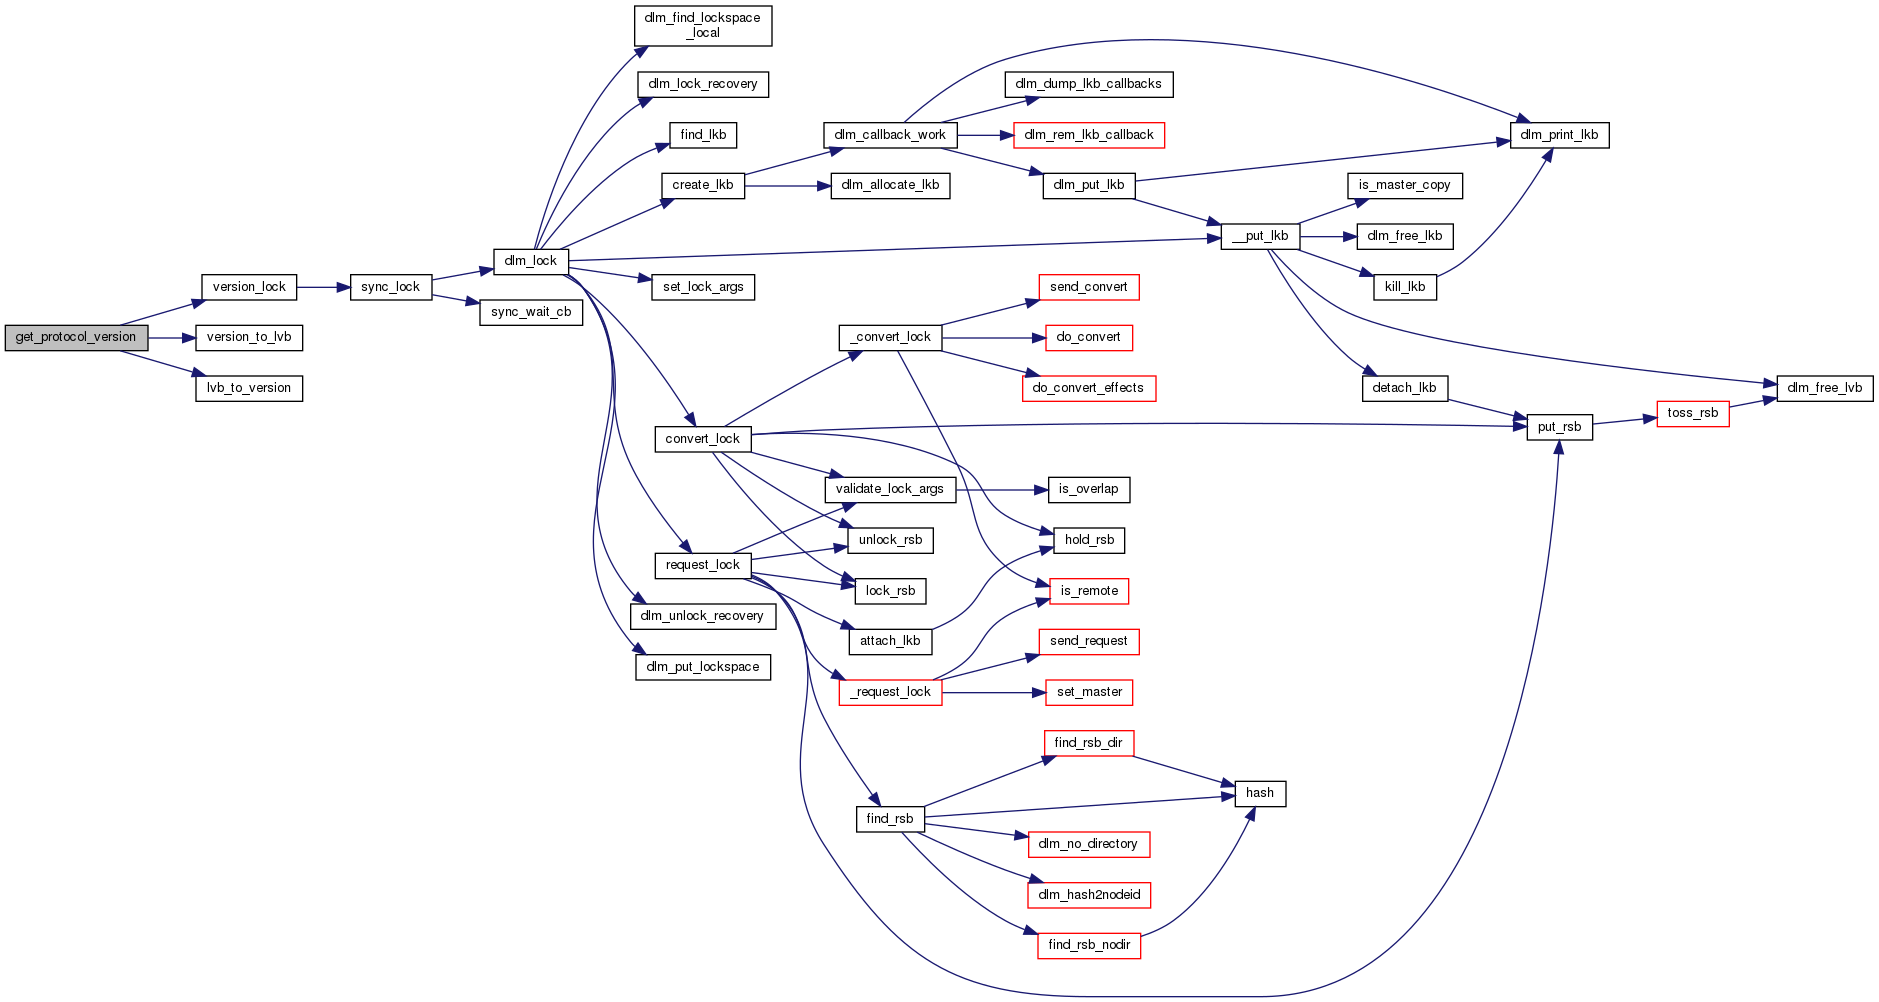 dlm_find_lockspace
_local
dlm_lock_recovery
dlm_dump_lkb_callbacks
find_lkb
dlm_callback_work
dlm_rem_lkb_callback
dlm_print_lkb
create_lkb
dlm_allocate_lkb
dlm_put_lkb
is_master_copy
__put_lkb
dlm_free_lkb
dlm_lock
version_lock
sync_lock
set_lock_args
send_convert
kill_lkb
sync_wait_cb
get_protocol_version
version_to_lvb
_convert_lock
do_convert
lvb_to_version
do_convert_effects
detach_lkb
dlm_free_lvb
toss_rsb
convert_lock
put_rsb
validate_lock_args
is_overlap
unlock_rsb
hold_rsb
request_lock
lock_rsb
is_remote
dlm_unlock_recovery
attach_lkb
send_request
dlm_put_lockspace
_request_lock
set_master
find_rsb_dir
hash
find_rsb
dlm_no_directory
dlm_hash2nodeid
find_rsb_nodir